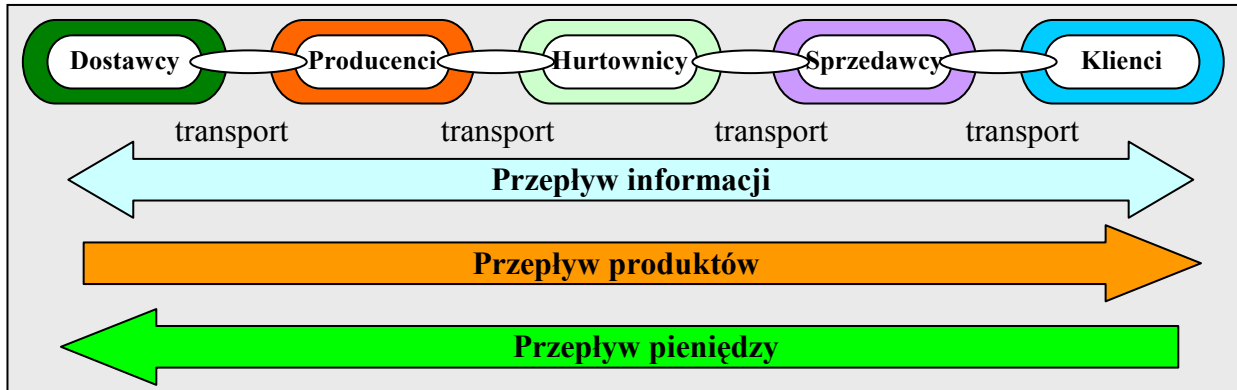 Dostawcy Producenci Hurtownicy Sprzedawcy Klienci
transport transport transport transport
Przepływ informacji
Przepływ produktów
Przepływ pieniędzy